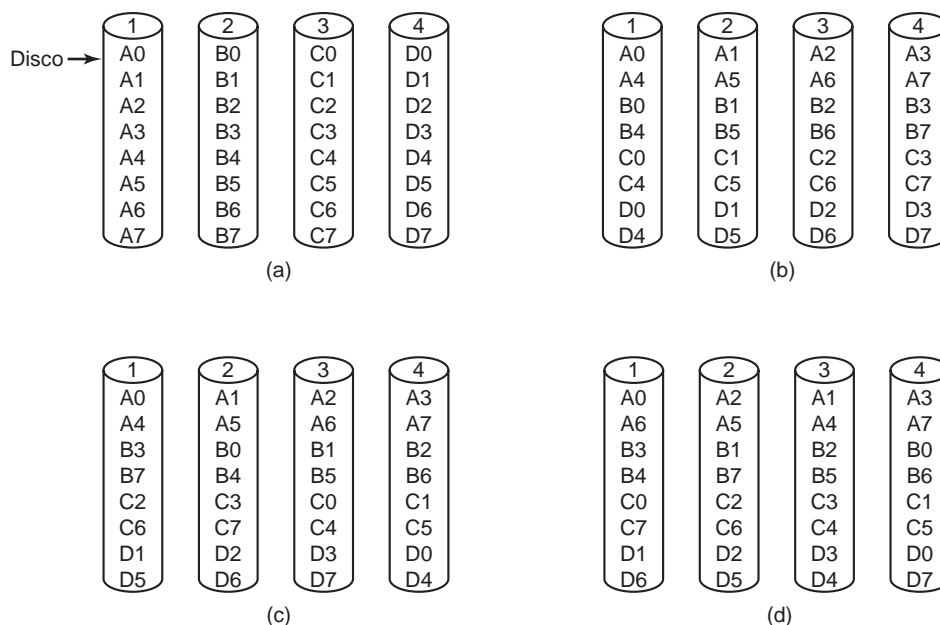 1 2 3 4
Disco A0 B0 C0 D0
A1 B1 C1 D1
A2 B2 C2 D2
A3 B3 C3 D3
A4 B4 C4 D4
A5 B5 C5 D5
A6 B6 C6 D6
A7 B7 C7 D7
(a)
1 2 3 4
A0 A1 A2 A3
A4 A5 A6 A7
B0 B1 B2 B3
B4 B5 B6 B7
C0 C1 C2 C3
C4 C5 C6 C7
D0 D1 D2 D3
D4 D5 D6 D7
(b)
1 2 3 4
A0 A1 A2 A3
A4 A5 A6 A7
B3 B0 B1 B2
B7 B4 B5 B6
C2 C3 C0 C1
C6 C7 C4 C5
D1 D2 D3 D0
D5 D6 D7 D4
(c)
1 2 3 4
A0 A2 A1 A3
A6 A5 A4 A7
B3 B1 B2 B0
B4 B7 B5 B6
C0 C2 C3 C1
C7 C6 C4 C5
D1 D2 D3 D0
D6 D5 D4 D7
(d)